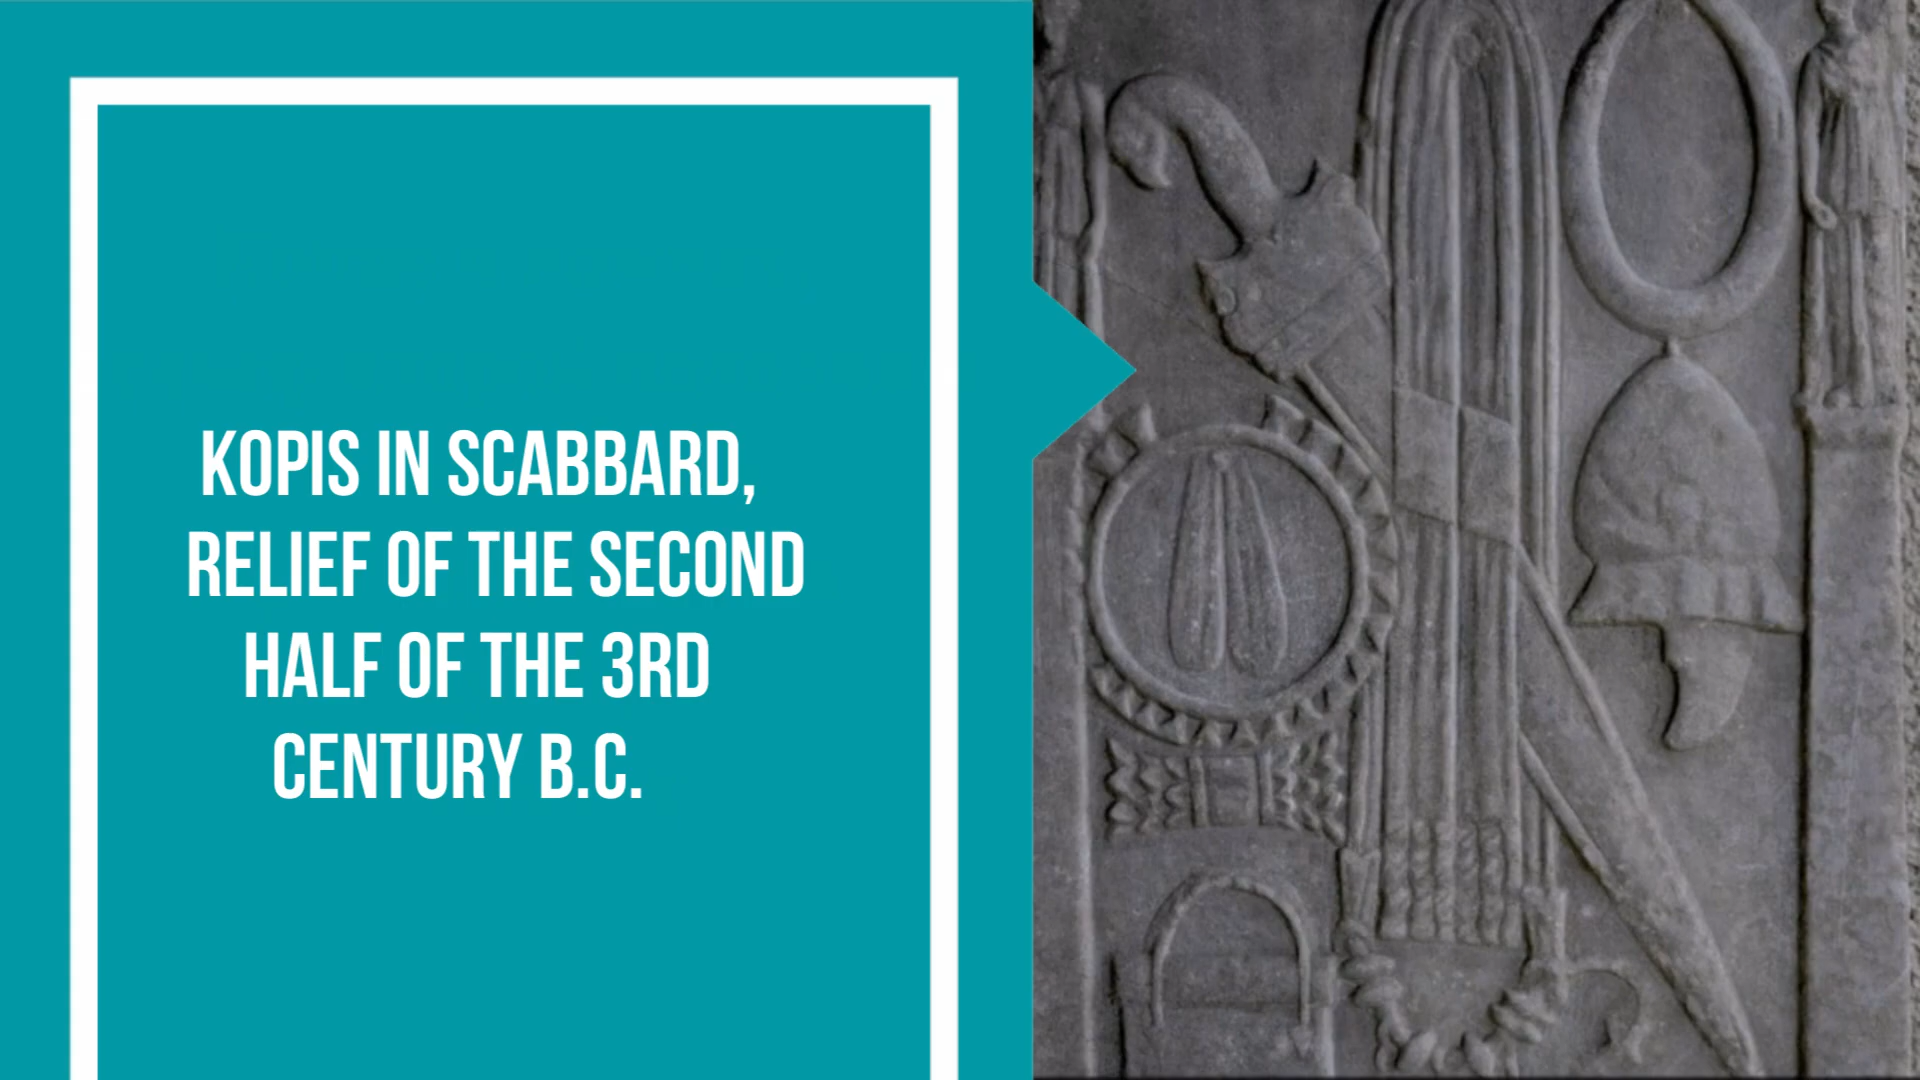 KOPIS IN SCABBARD,
RELIEF OF THE SECOND
HALF OF THE 3RD
CENTURY B.C.